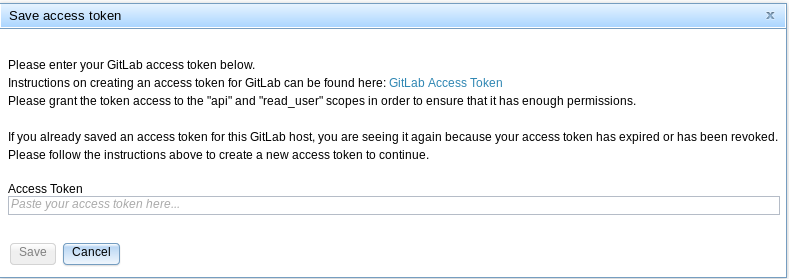 Save access token x
Please enter your GitLab access token below.
Instructions on creating an access token for GitLab can be found here: GitLab Access Token
Please grant the token access to the "api" and "read_user" scopes in order to ensure that it has enough permissions.
If you already saved an access token for this GitLab host, you are seeing it again because your access token has expired or has been revoked.
Please follow the instructions above to create a new access token to continue.
Access Token
Paste your access token here...
Save Cancel